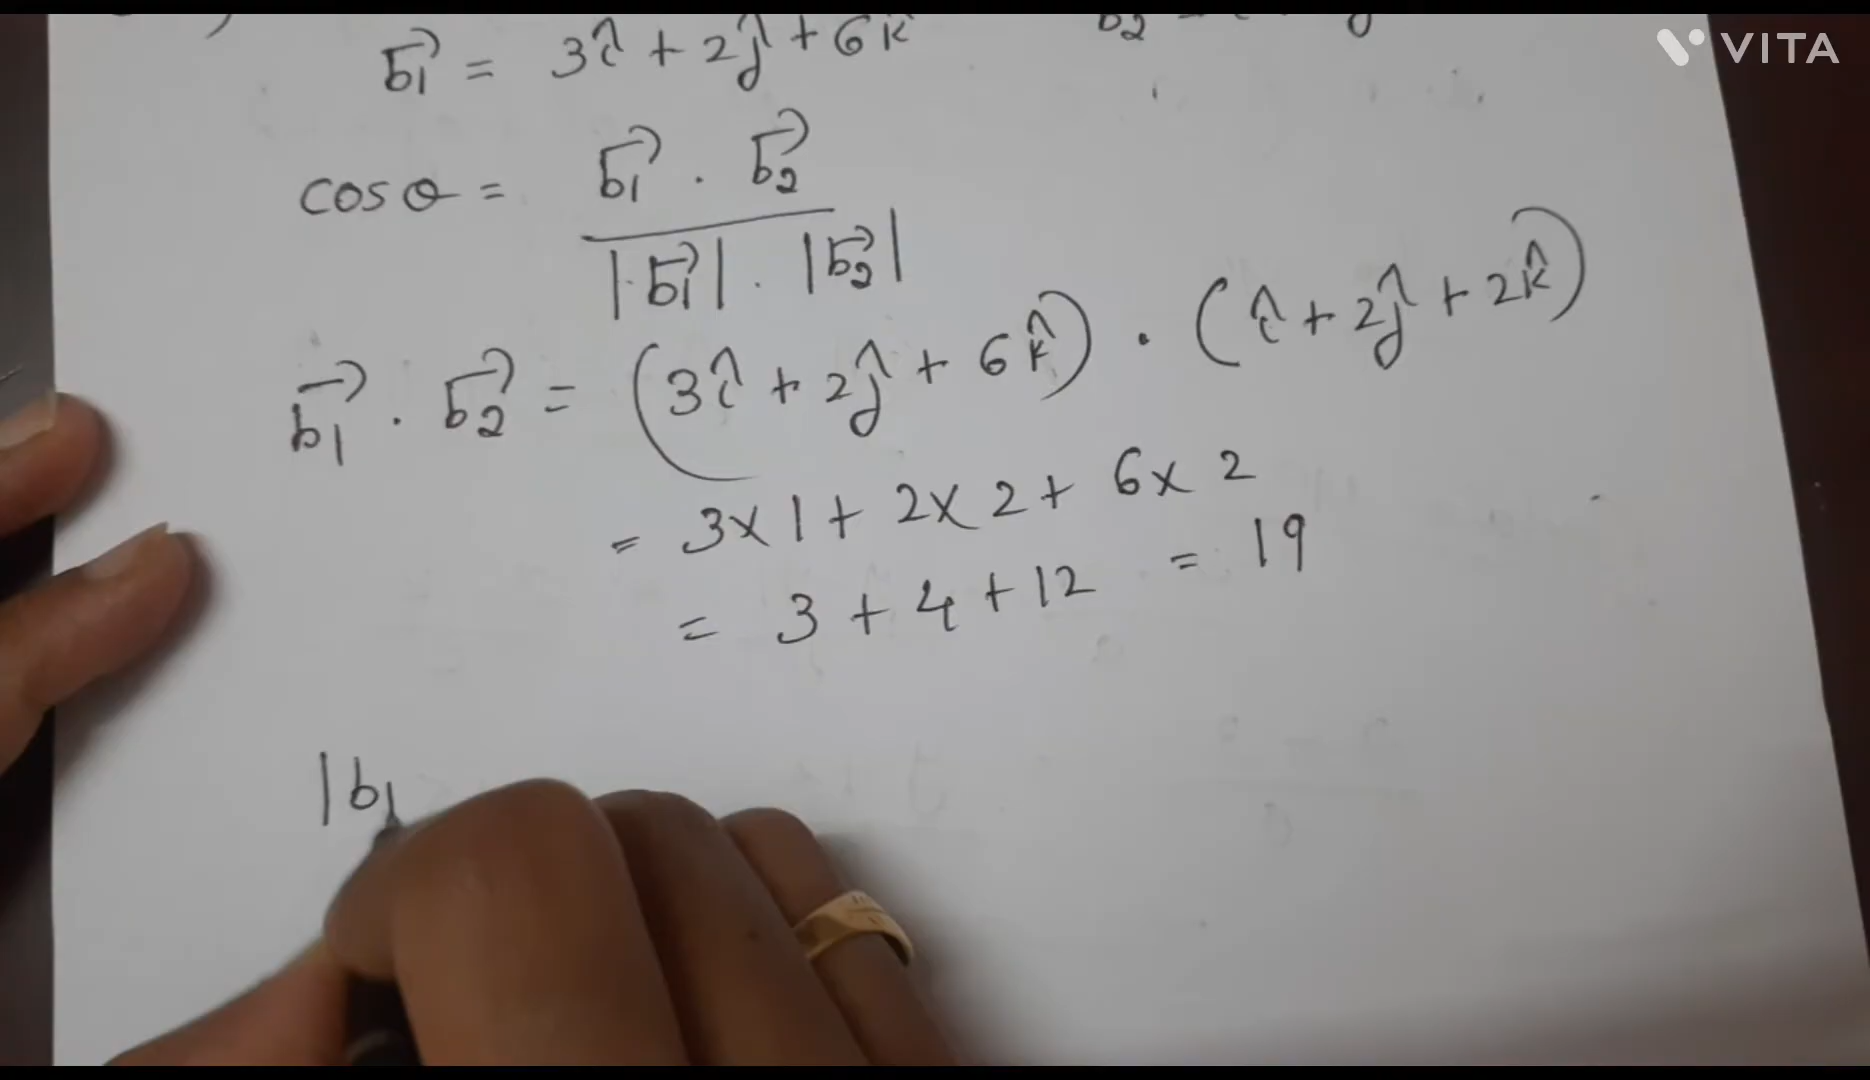 VITA
b₁⃗ = 3î + 2ĵ + 6k̂ b₂
cos θ = b₁⃗ . b₂⃗
|b₁⃗| . |b₂⃗|
b₁⃗ . b₂⃗ = (3î + 2ĵ + 6k̂) . (î + 2ĵ + 2k̂)
= 3×1 + 2×2 + 6×2
= 3 + 4 + 12 = 19
|b₁